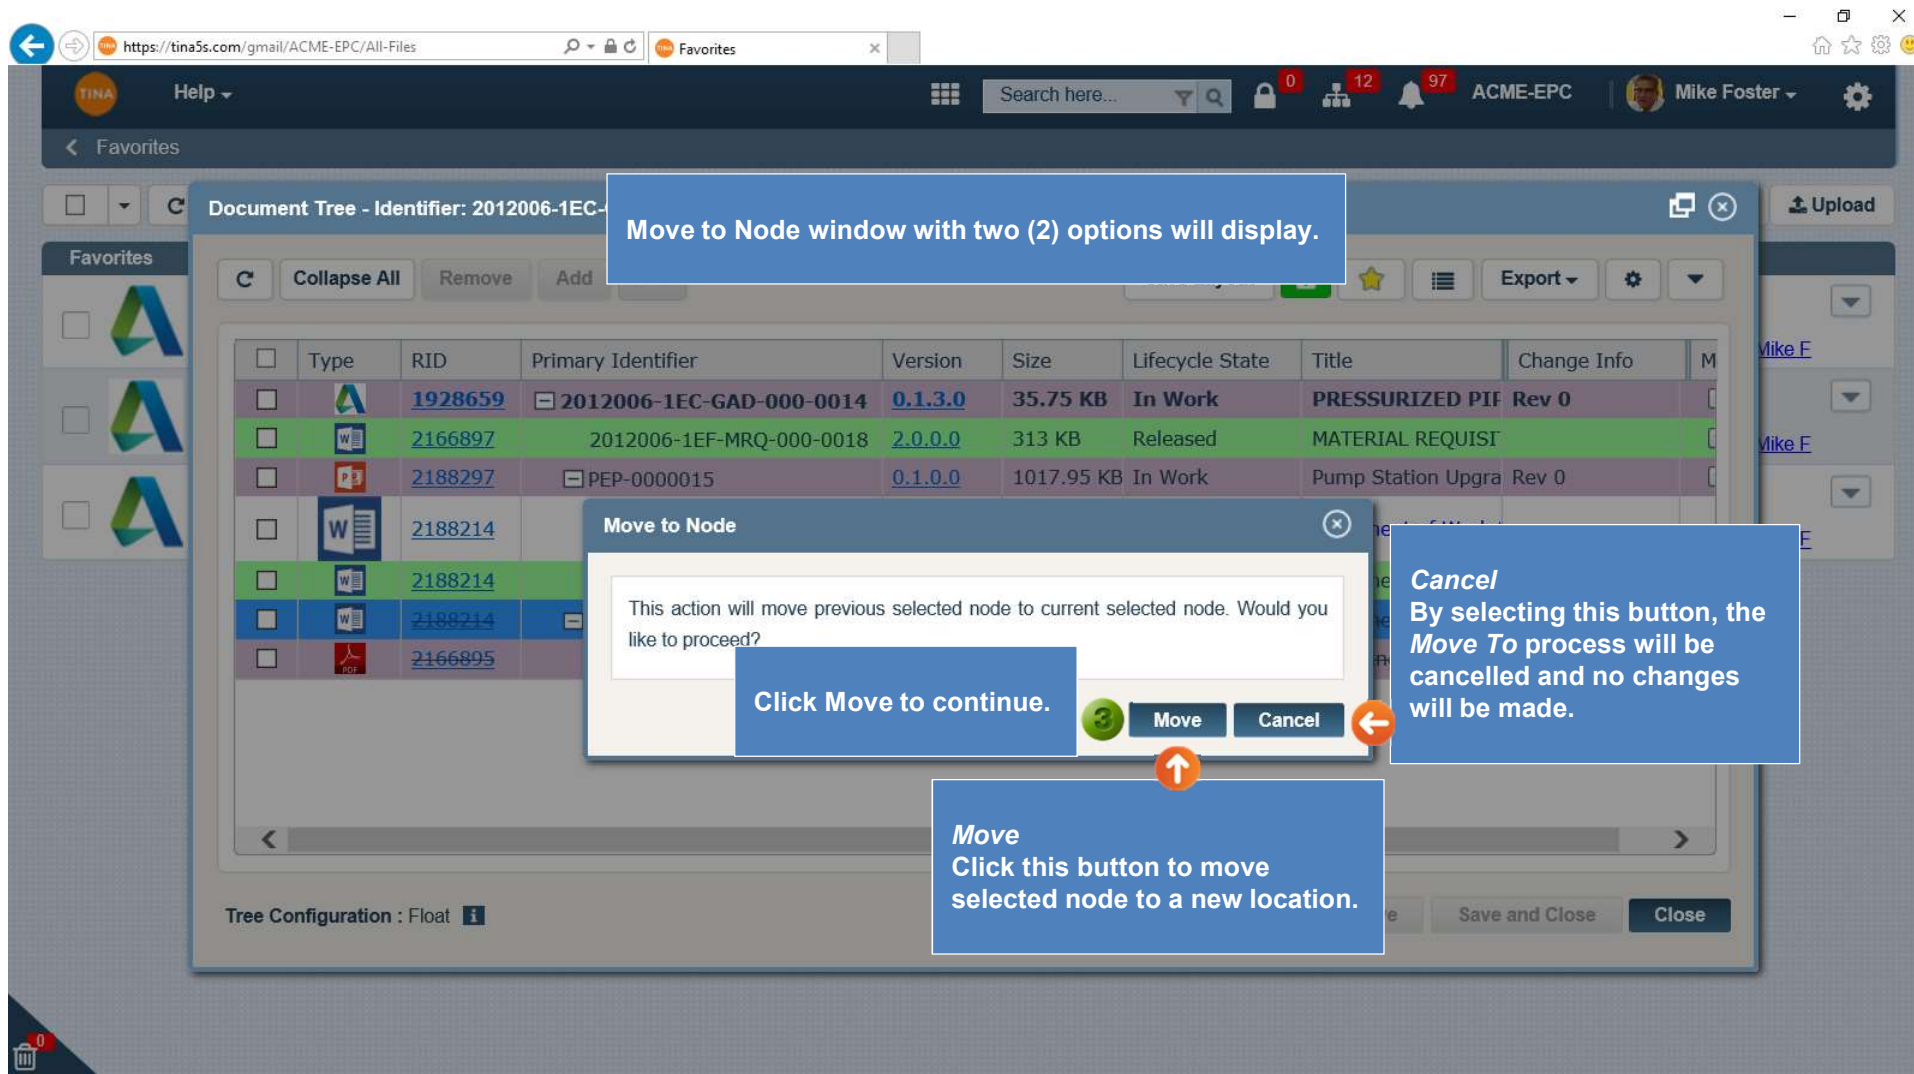 https://tina5s.com/gmail/ACME-EPC/All-Files
Favorites
TINA
Help
Search here...
0
12
97
ACME-EPC
Mike Foster
Favorites
Upload
Document Tree - Identifier: 2012006-1EC-
Move to Node window with two (2) options will display.
Favorites
Collapse All
Remove
Add
Export
Type RID Primary Identifier Version Size Lifecycle State Title Change Info M
Mike F
1928659 2012006-1EC-GAD-000-0014 0.1.3.0 35.75 KB In Work PRESSURIZED PIF Rev 0
2166897 2012006-1EF-MRQ-000-0018 2.0.0.0 313 KB Released MATERIAL REQUIST
Mike F
2188297 PEP-0000015 0.1.0.0 1017.95 KB In Work Pump Station Upgra Rev 0
2188214
Move to Node
F
2188214
2188214
2166895
PDF
This action will move previous selected node to current selected node. Would you
like to proceed?
Cancel
By selecting this button, the
Move To process will be
cancelled and no changes
will be made.
Click Move to continue.
3
Move
Cancel
Move
Click this button to move
selected node to a new location.
Tree Configuration : Float
Save and Close
Close
0